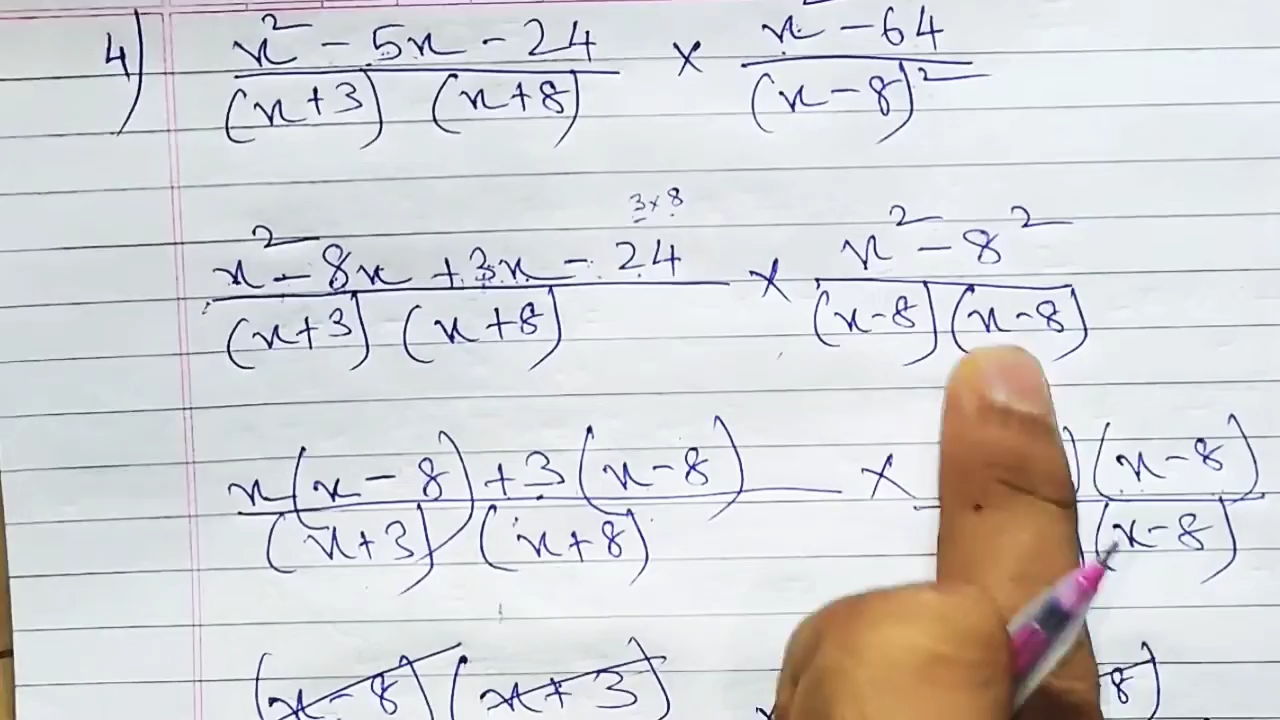 4) x² - 5x - 24 × x² - 64
(x+3) (x+8) (x-8)²
3×8
x² - 8x + 3x - 24 × x² - 8²
(x+3) (x+8) (x-8)(x-8)
x(x-8)+3(x-8) × )(x-8)
(x+3) (x+8) (x-8)
(x-8)(x+3) 8)